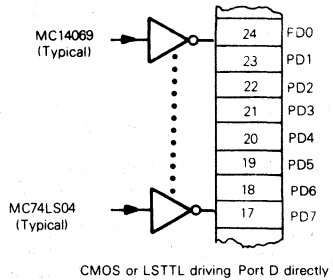 MC14069
(Typical)
24 PD0
23 PD1
22 PD2
21 PD3
20 PD4
19 PD5
18 PD6
17 PD7
MC74LS04
(Typical)
CMOS or LSTTL driving Port D directly